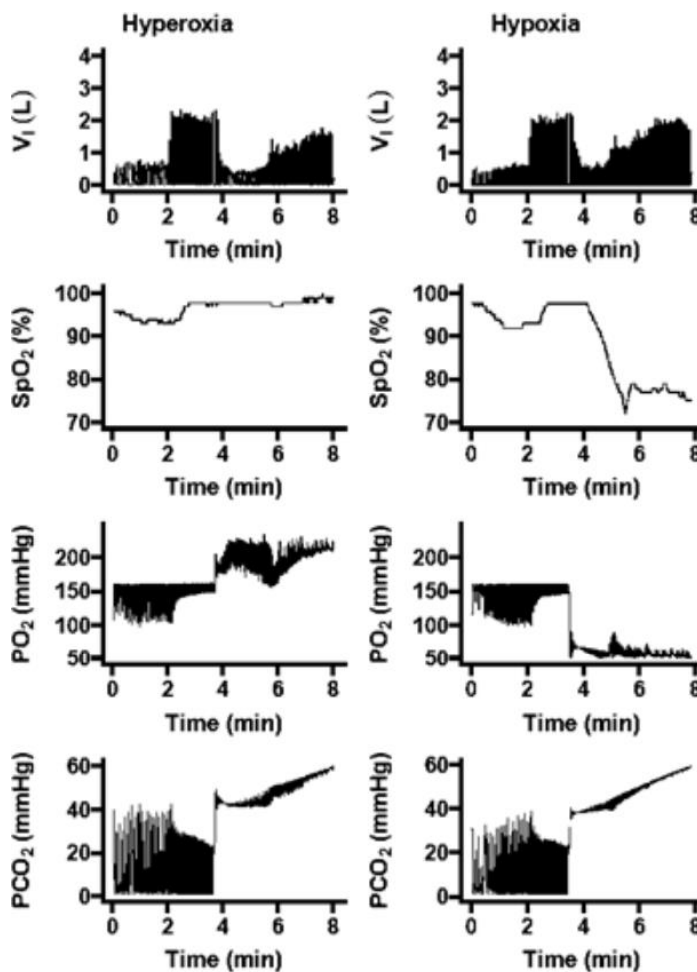 Hyperoxia Hypoxia
V_I (L) 4 3 2 1 0 V_I (L) 4 3 2 1 0
0 2 4 6 8 0 2 4 6 8
Time (min) Time (min)
SpO₂ (%) 100 90 80 70 SpO₂ (%) 100 90 80 70
0 2 4 6 8 0 2 4 6 8
Time (min) Time (min)
PO₂ (mmHg) 200 150 100 50 PO₂ (mmHg) 200 150 100 50
0 2 4 6 8 0 2 4 6 8
Time (min) Time (min)
PCO₂ (mmHg) 60 40 20 0 PCO₂ (mmHg) 60 40 20 0
0 2 4 6 8 0 2 4 6 8
Time (min) Time (min)